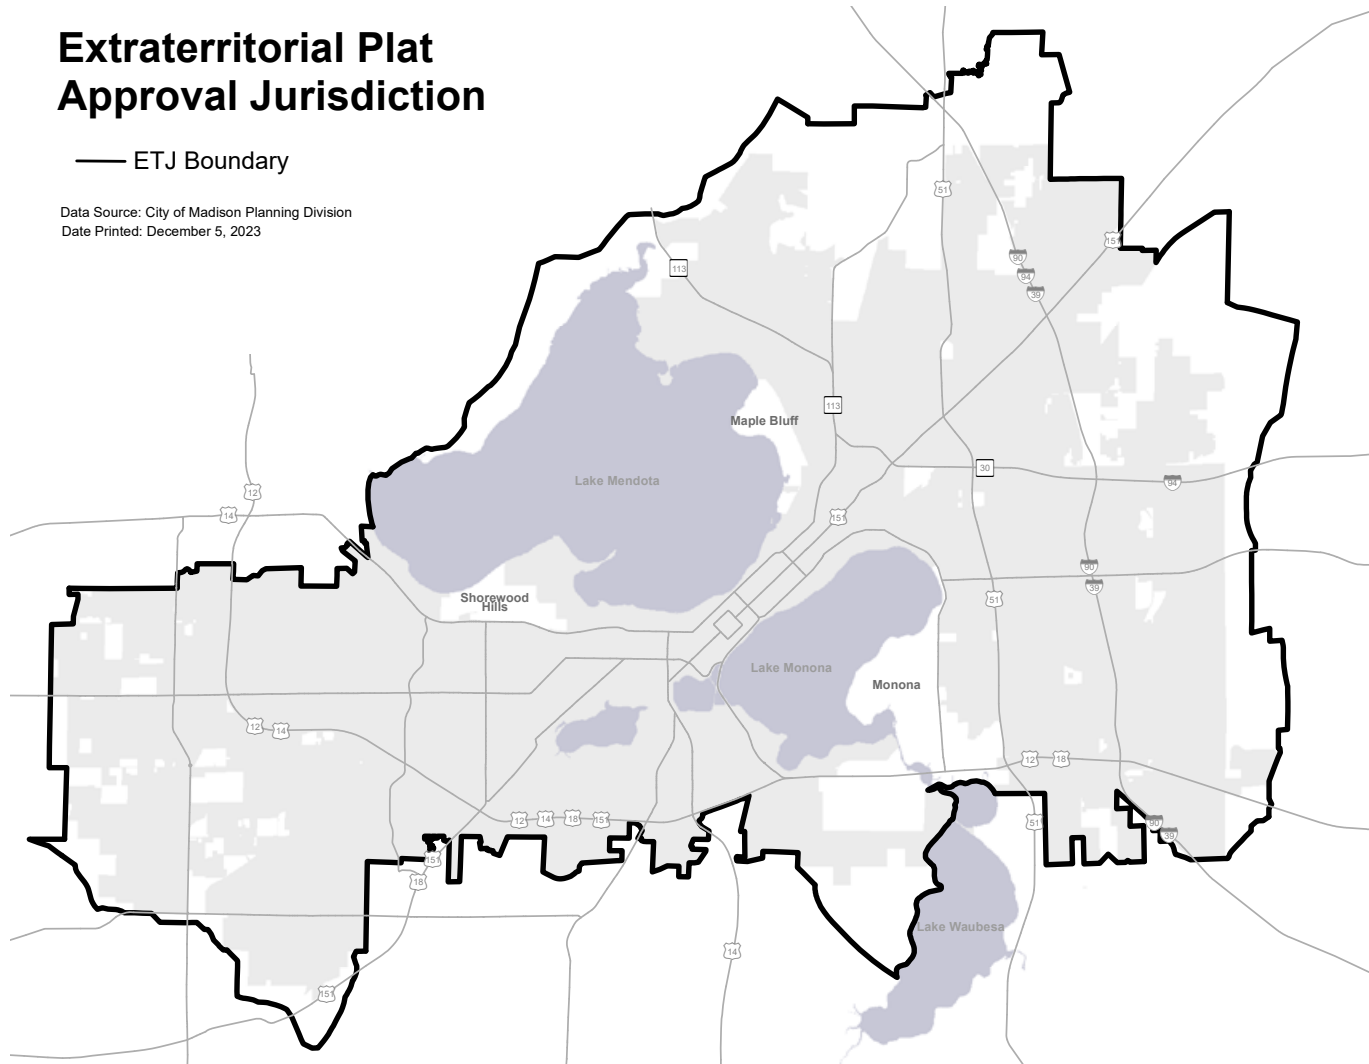 Extraterritorial Plat
Approval Jurisdiction
ETJ Boundary
Data Source: City of Madison Planning Division
Date Printed: December 5, 2023
51
151
90
94
39
113
113
Maple Bluff
30
Lake Mendota
94
12
14
151
90
39
51
Shorewood
Hills
Lake Monona
Monona
12
14
12
18
12
14
18
151
51
90
39
151
18
Lake Waubesa
14
151